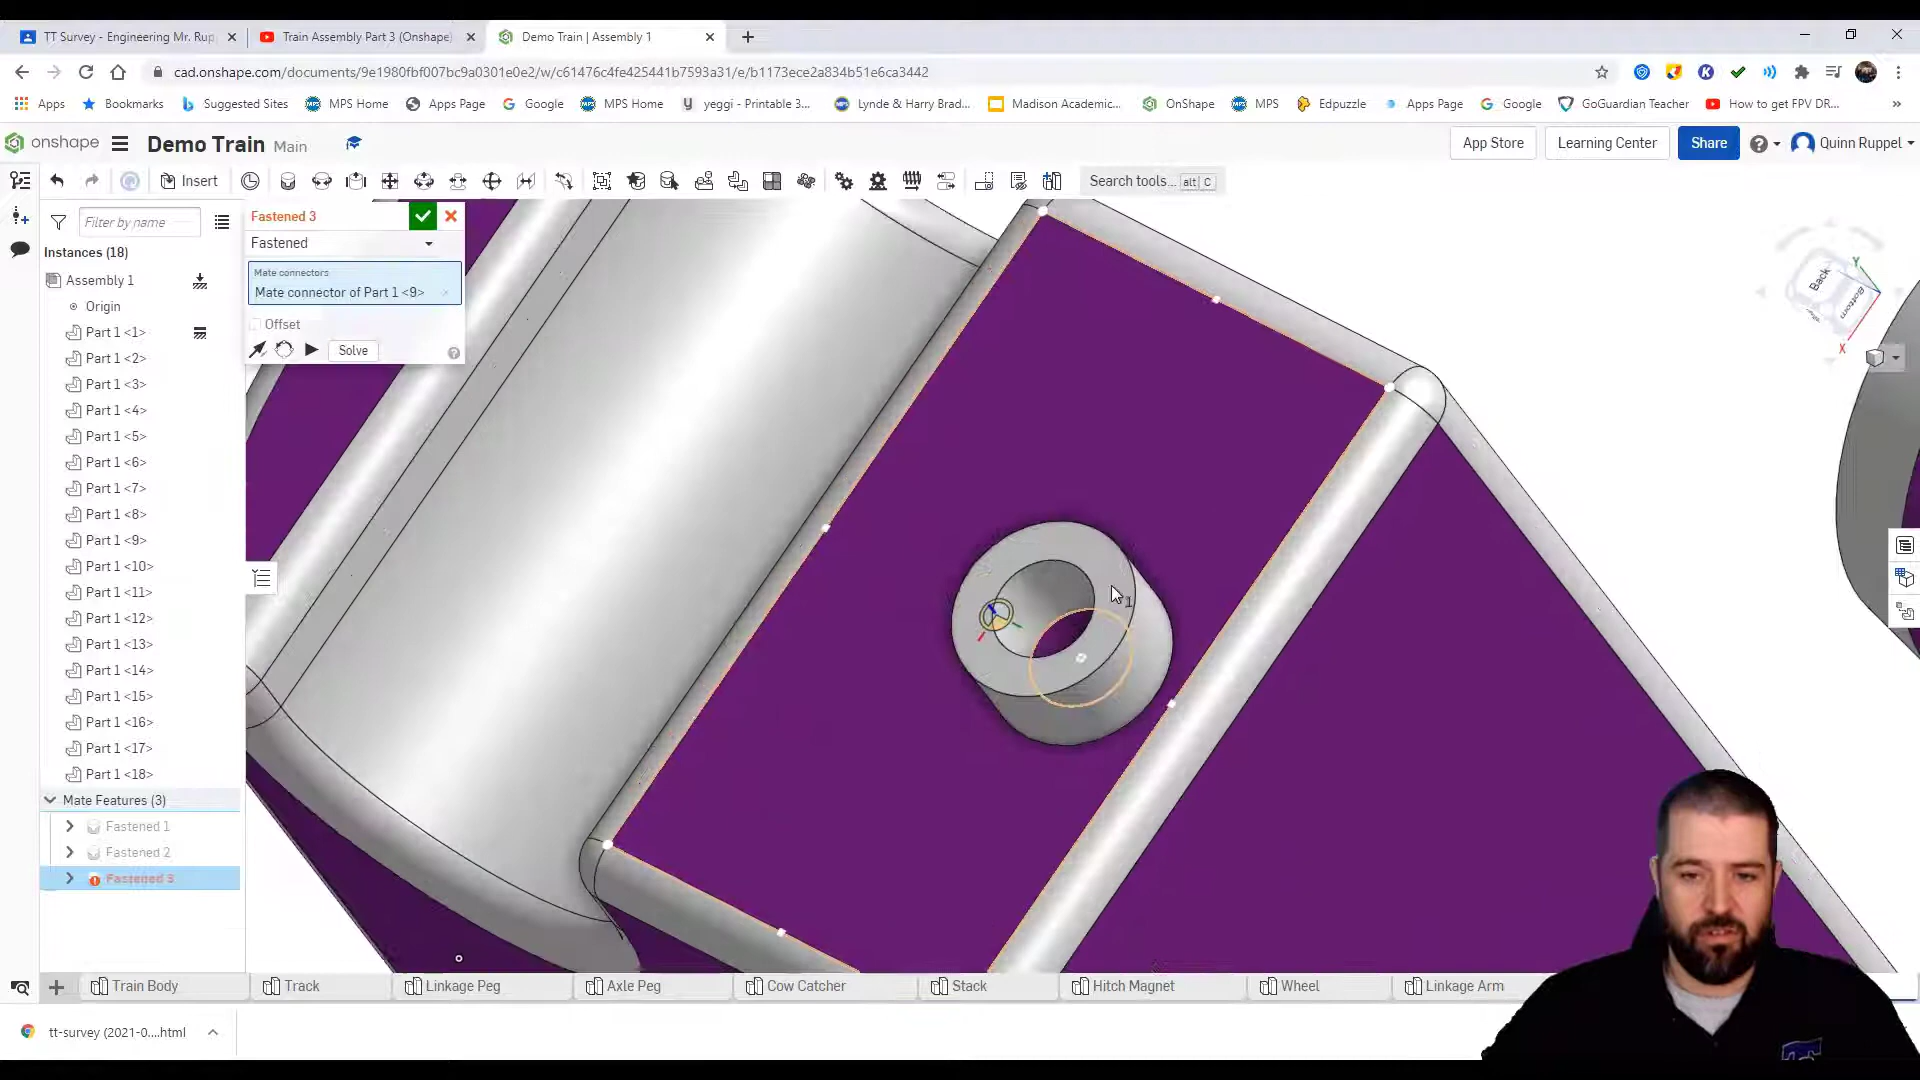 TT Survey - Engineering Mr. Rup
Train Assembly Part 3 (Onshape)
Demo Train | Assembly 1
cad.onshape.com/documents/9e1980fbf007bc9a0301e0e2/w/c61476c4fe425441b7593a31/e/b1173ece2a834b51e6ca3442
Apps
Bookmarks
Suggested Sites
MPS Home
Apps Page
Google
MPS Home
yeggi - Printable 3...
Lynde & Harry Brad...
Madison Academic...
OnShape
MPS
Edpuzzle
Apps Page
Google
GoGuardian Teacher
How to get FPV DR...
onshape
Demo Train Main
App Store
Learning Center
Share
Quinn Ruppel
Insert
Search tools... alt C
Filter by name
Fastened 3
Fastened
Mate connectors
Mate connector of Part 1 <9>
Offset
Solve
Instances (18)
Assembly 1
Origin
Part 1 <1>
Part 1 <2>
Part 1 <3>
Part 1 <4>
Part 1 <5>
Part 1 <6>
Part 1 <7>
Part 1 <8>
Part 1 <9>
Part 1 <10>
Part 1 <11>
Part 1 <12>
Part 1 <13>
Part 1 <14>
Part 1 <15>
Part 1 <16>
Part 1 <17>
Part 1 <18>
Mate Features (3)
Fastened 1
Fastened 2
Fastened 3
Back
Bottom
Y
X
1
Train Body
Track
Linkage Peg
Axle Peg
Cow Catcher
Stack
Hitch Magnet
Wheel
Linkage Arm
tt-survey (2021-0....html